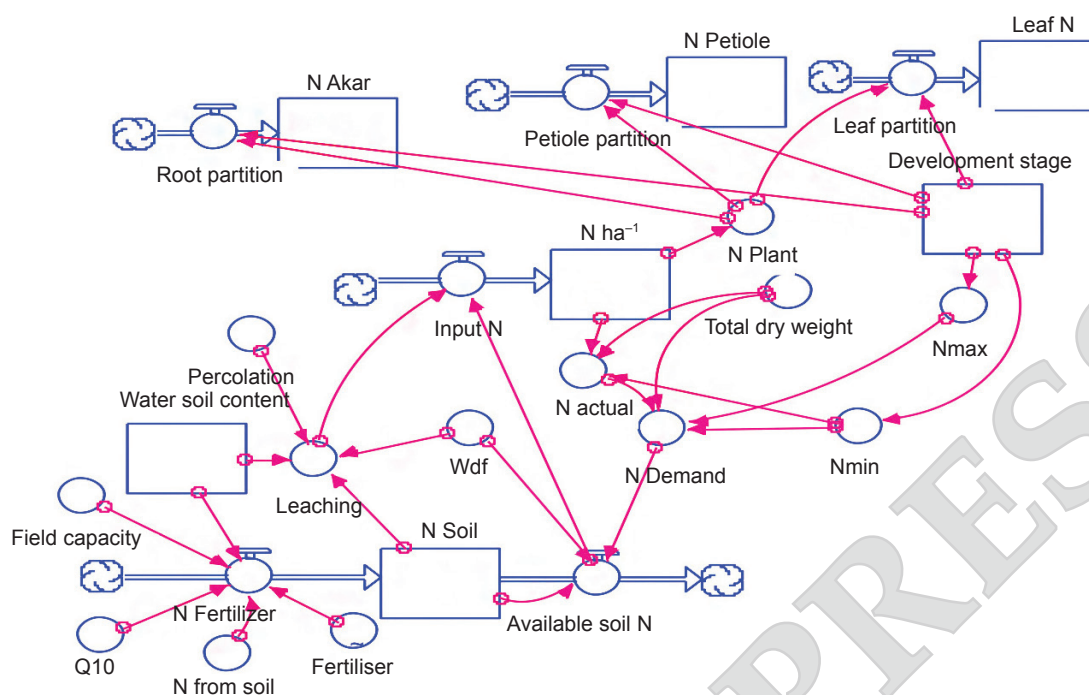 Leaf N
N Petiole
N Akar
Petiole partition
Leaf partition
Root partition
Development stage
N ha⁻¹
N Plant
Input N
Total dry weight
Nmax
Percolation
Water soil content
N actual
Wdf
N Demand
Nmin
Leaching
Field capacity
N Soil
N Fertilizer
Available soil N
Q10
N from soil
Fertiliser
PRESS